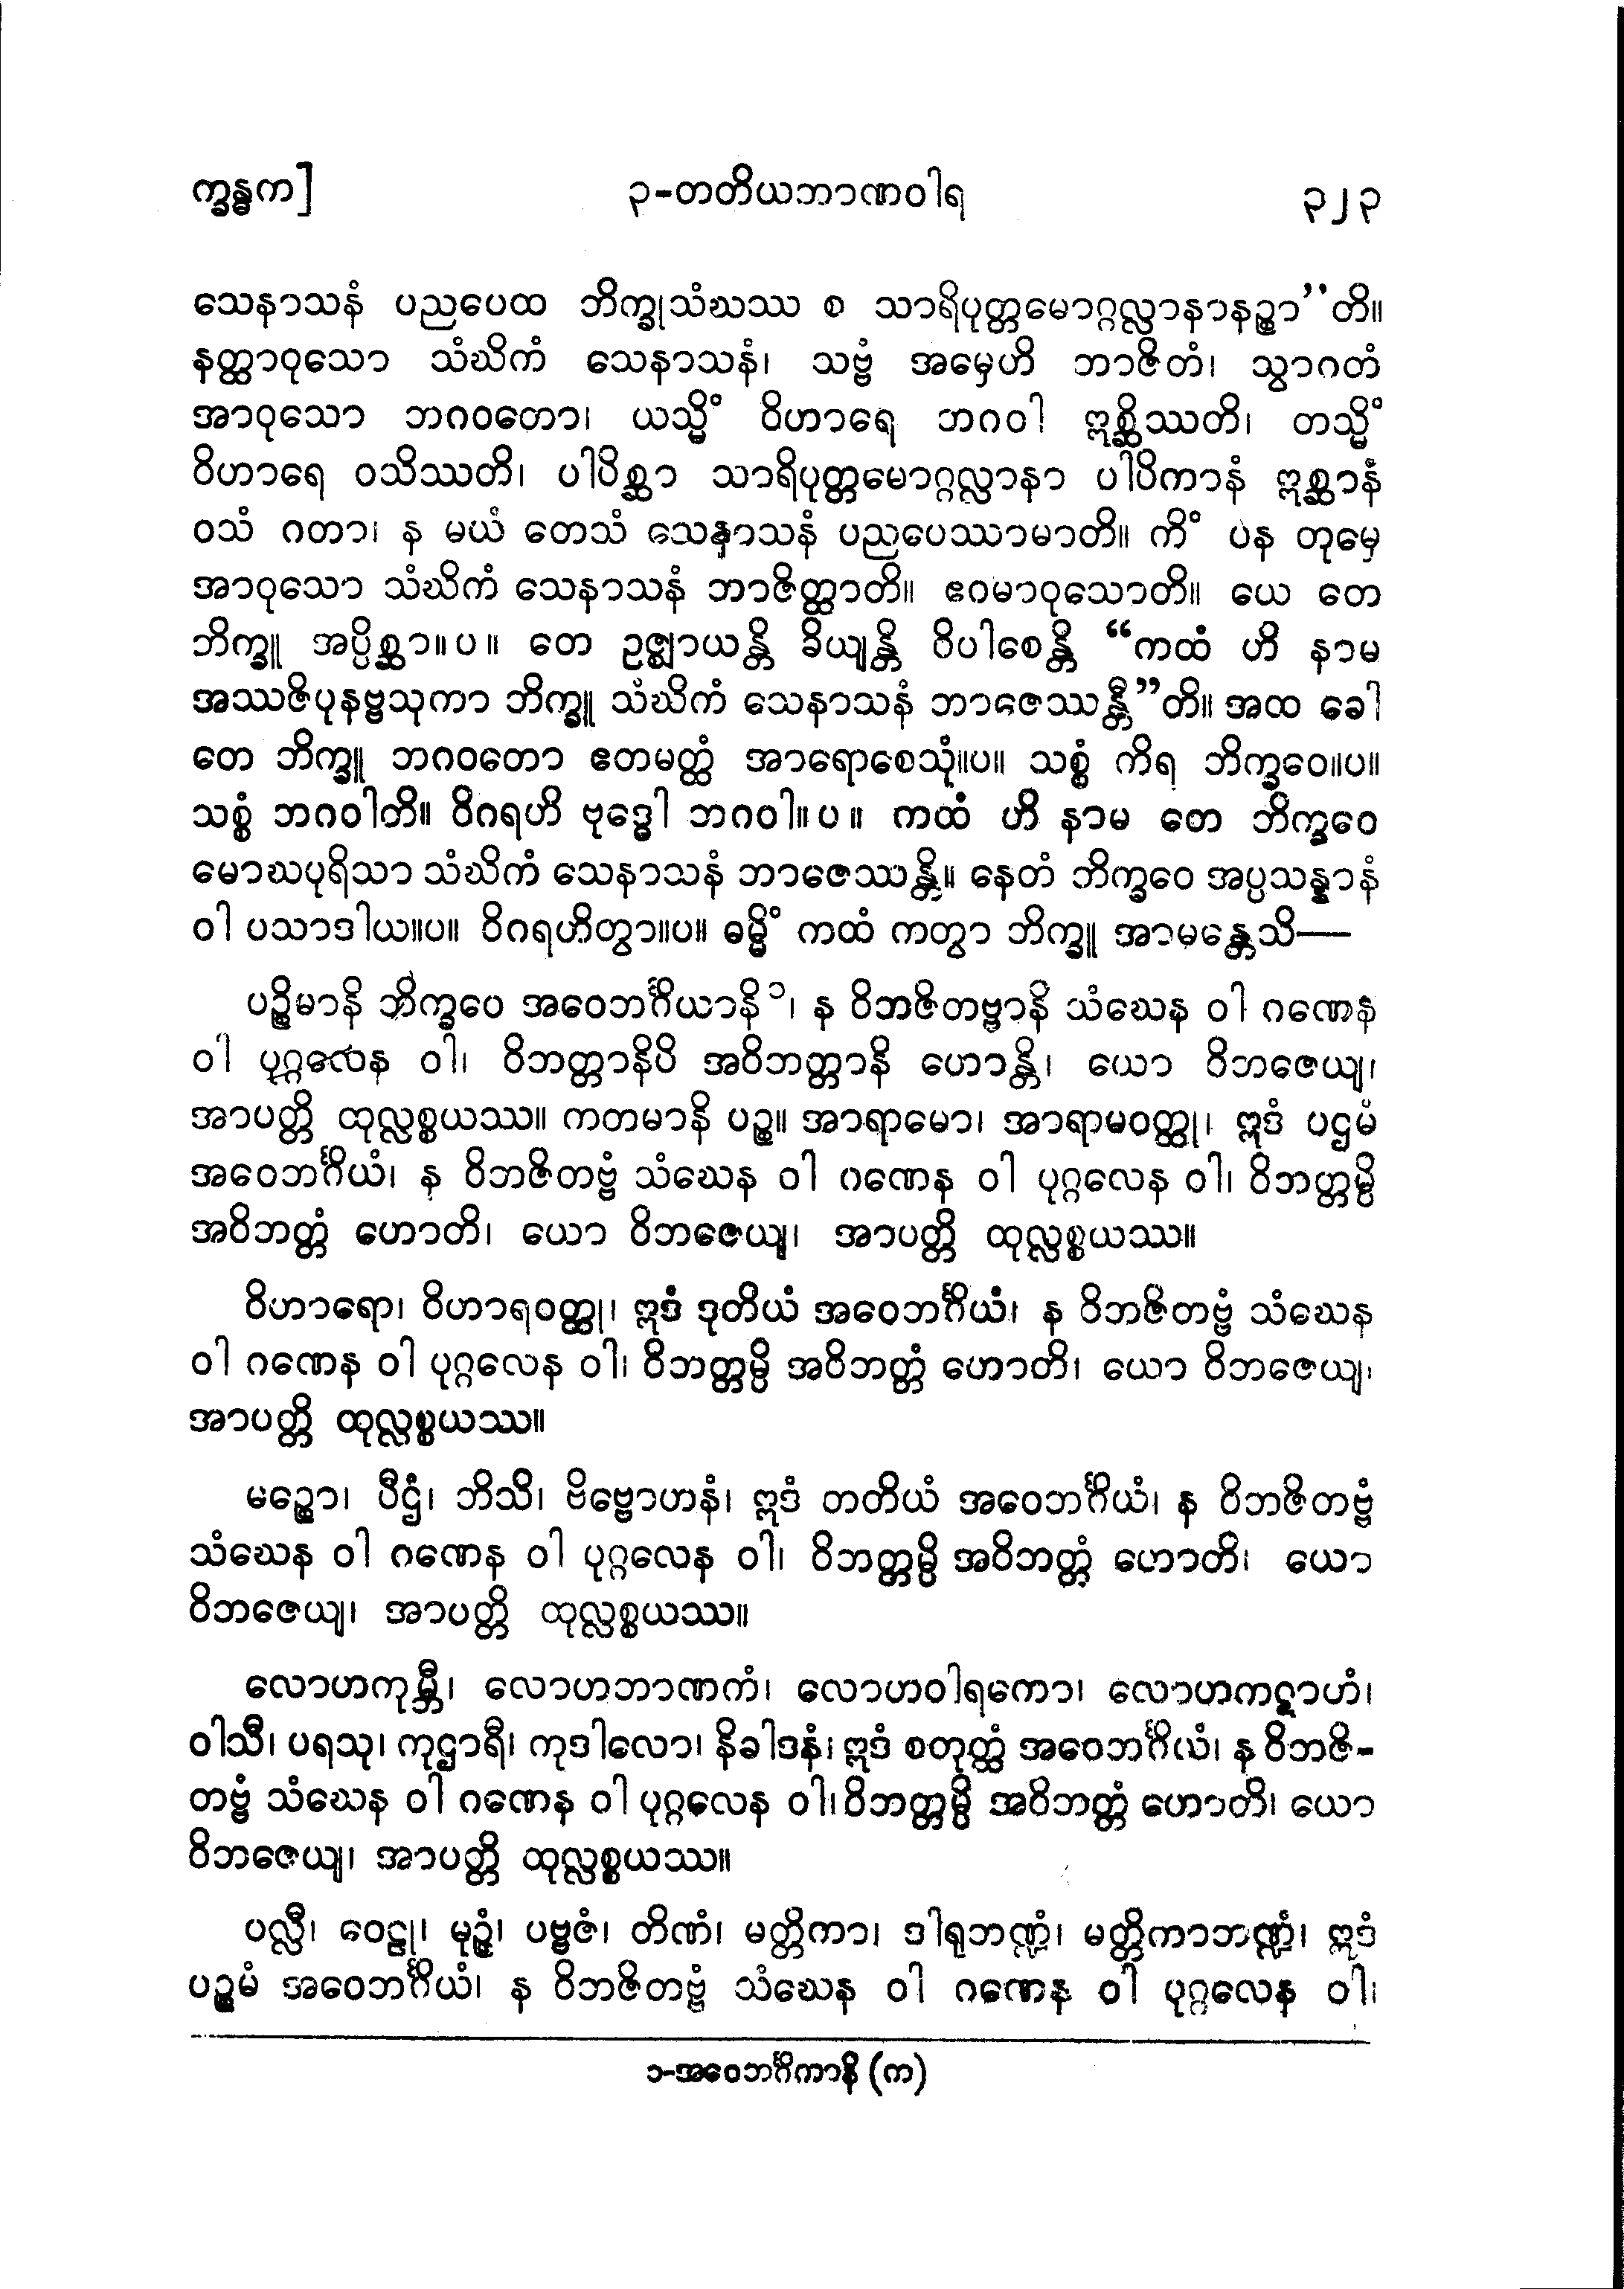 က္ခန္ဓက]
၃-တတိယဘာဏဝါရ
၃၂၃
သေနာသနံ ပညပေထ ဘိက္ခုသံဃဿ စ သာရိပုတ္တမောဂ္ဂလ္လာနာနဉ္စာ”တိ။
နတ္ထာဝုသော သံဃိကံ သေနာသနံ၊ သဗ္ဗံ အမှေဟိ ဘာဇိတံ၊ သွာဂတံ
အာဝုသော ဘဂဝတော၊ ယသ္မိံ ဝိဟာရေ ဘဂဝါ ဣစ္ဆိဿတိ၊ တသ္မိံ
ဝိဟာရေ ဝသိဿတိ၊ ပါပိစ္ဆာ သာရိပုတ္တမောဂ္ဂလ္လာနာ ပါပိကာနံ ဣစ္ဆာနံ
ဝသံ ဂတာ၊ န မယံ တေသံ သေနာသနံ ပညပေဿာမာတိ။ ကိံ ပန တုမှေ
အာဝုသော သံဃိကံ သေနာသနံ ဘာဇိတ္ထာတိ။ ဧဝမာဝုသောတိ။ ယေ တေ
ဘိက္ခူ အပ္ပိစ္ဆာ။ပ။ တေ ဥဇ္ဈာယန္တိ ခိယျန္တိ ဝိပါစေန္တိ “ကထံ ဟိ နာမ
အဿဇိပုနဗ္ဗသုကာ ဘိက္ခူ သံဃိကံ သေနာသနံ ဘာဇေဿန္တီ”တိ။ အထ ခေါ
တေ ဘိက္ခူ ဘဂဝတော ဧတမတ္ထံ အာရောစေသုံ။ပ။ သစ္စံ ကိရ ဘိက္ခဝေ။ပ။
သစ္စံ ဘဂဝါတိ။ ဝိဂရဟိ ဗုဒ္ဓေါ ဘဂဝါ။ပ။ ကထံ ဟိ နာမ တေ ဘိက္ခဝေ
မောဃပုရိသာ သံဃိကံ သေနာသနံ ဘာဇေဿန္တိ။ နေတံ ဘိက္ခဝေ အပ္ပသန္နာနံ
ဝါ ပသာဒါယ။ပ။ ဝိဂရဟိတွာ။ပ။ ဓမ္မိံ ကထံ ကတွာ ဘိက္ခူ အာမန္တေသိ—
ပဉ္စိမာနိ ဘိက္ခဝေ အဝေဘင်္ဂိယာနိ၁၊ န ဝိဘဇိတဗ္ဗာနိ သံဃေန ဝါ ဂဏေန
ဝါ ပုဂ္ဂလေန ဝါ၊ ဝိဘတ္တာနိပိ အဝိဘတ္တာနိ ဟောန္တိ၊ ယော ဝိဘဇေယျ၊
အာပတ္တိ ထုလ္လစ္စယဿ။ ကတမာနိ ပဉ္စ။ အာရာမော၊ အာရာမဝတ္ထု၊ ဣဒံ ပဌမံ
အဝေဘင်္ဂိယံ၊ န ဝိဘဇိတဗ္ဗံ သံဃေန ဝါ ဂဏေန ဝါ ပုဂ္ဂလေန ဝါ၊ ဝိဘတ္တမ္ပိ
အဝိဘတ္တံ ဟောတိ၊ ယော ဝိဘဇေယျ၊ အာပတ္တိ ထုလ္လစ္စယဿ။
ဝိဟာရော၊ ဝိဟာရဝတ္ထု၊ ဣဒံ ဒုတိယံ အဝေဘင်္ဂိယံ၊ န ဝိဘဇိတဗ္ဗံ သံဃေန
ဝါ ဂဏေန ဝါ ပုဂ္ဂလေန ဝါ၊ ဝိဘတ္တမ္ပိ အဝိဘတ္တံ ဟောတိ၊ ယော ဝိဘဇေယျ၊
အာပတ္တိ ထုလ္လစ္စယဿ။
မဉ္စော၊ ပီဌံ၊ ဘိသိ၊ ဗိဗ္ဗောဟနံ၊ ဣဒံ တတိယံ အဝေဘင်္ဂိယံ၊ န ဝိဘဇိတဗ္ဗံ
သံဃေန ဝါ ဂဏေန ဝါ ပုဂ္ဂလေန ဝါ၊ ဝိဘတ္တမ္ပိ အဝိဘတ္တံ ဟောတိ၊ ယော
ဝိဘဇေယျ၊ အာပတ္တိ ထုလ္လစ္စယဿ။
လောဟကုမ္ဘီ၊ လောဟဘာဏကံ၊ လောဟဝါရကော၊ လောဟကဋာဟံ၊
ဝါသီ၊ ပရသု၊ ကုဌာရီ၊ ကုဒါလော၊ နိခါဒနံ၊ ဣဒံ စတုတ္ထံ အဝေဘင်္ဂိယံ၊ န ဝိဘဇိ-
တဗ္ဗံ သံဃေန ဝါ ဂဏေန ဝါ ပုဂ္ဂလေန ဝါ၊ ဝိဘတ္တမ္ပိ အဝိဘတ္တံ ဟောတိ၊ ယော
ဝိဘဇေယျ၊ အာပတ္တိ ထုလ္လစ္စယဿ။
ပလ္လီ၊ ဝေဠု၊ မုဉ္ဇံ၊ ပဗ္ဗဇံ၊ တိဏံ၊ မတ္တိကာ၊ ဒါရုဘဏ္ဍံ၊ မတ္တိကာဘဏ္ဍံ၊ ဣဒံ
ပဉ္စမံ အဝေဘင်္ဂိယံ၊ န ဝိဘဇိတဗ္ဗံ သံဃေန ဝါ ဂဏေန ဝါ ပုဂ္ဂလေန ဝါ၊
၁-အဝေဘင်္ဂိကာနိ (က)